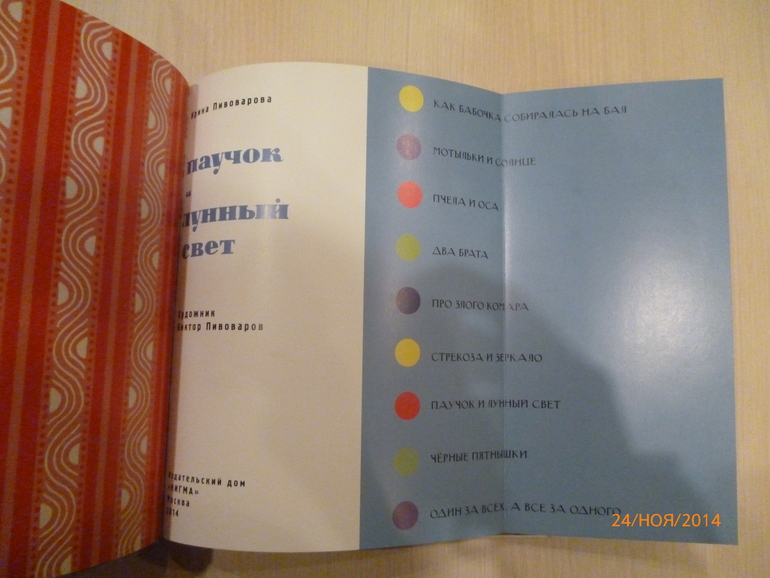 Ирина Пивоварова
паучок
и
лунный
свет
Художник
Виктор Пивоваров
Издательский дом
«НИГМА»
Москва
2014
КАК БАБОЧКА СОБИРАЛАСЬ НА БАЛ
МОТЫЛЬКИ И СОЛНЦЕ
ПЧЕЛА И ОСА
ДВА БРАТА
ПРО ЗЛОГО КОМАРА
СТРЕКОЗА И ЗЕРКАЛО
ПАУЧОК И ЛУННЫЙ СВЕТ
ЧЁРНЫЕ ПЯТНЫШКИ
ОДИН ЗА ВСЕХ, А ВСЕ ЗА ОДНОГО
24/НОЯ/2014